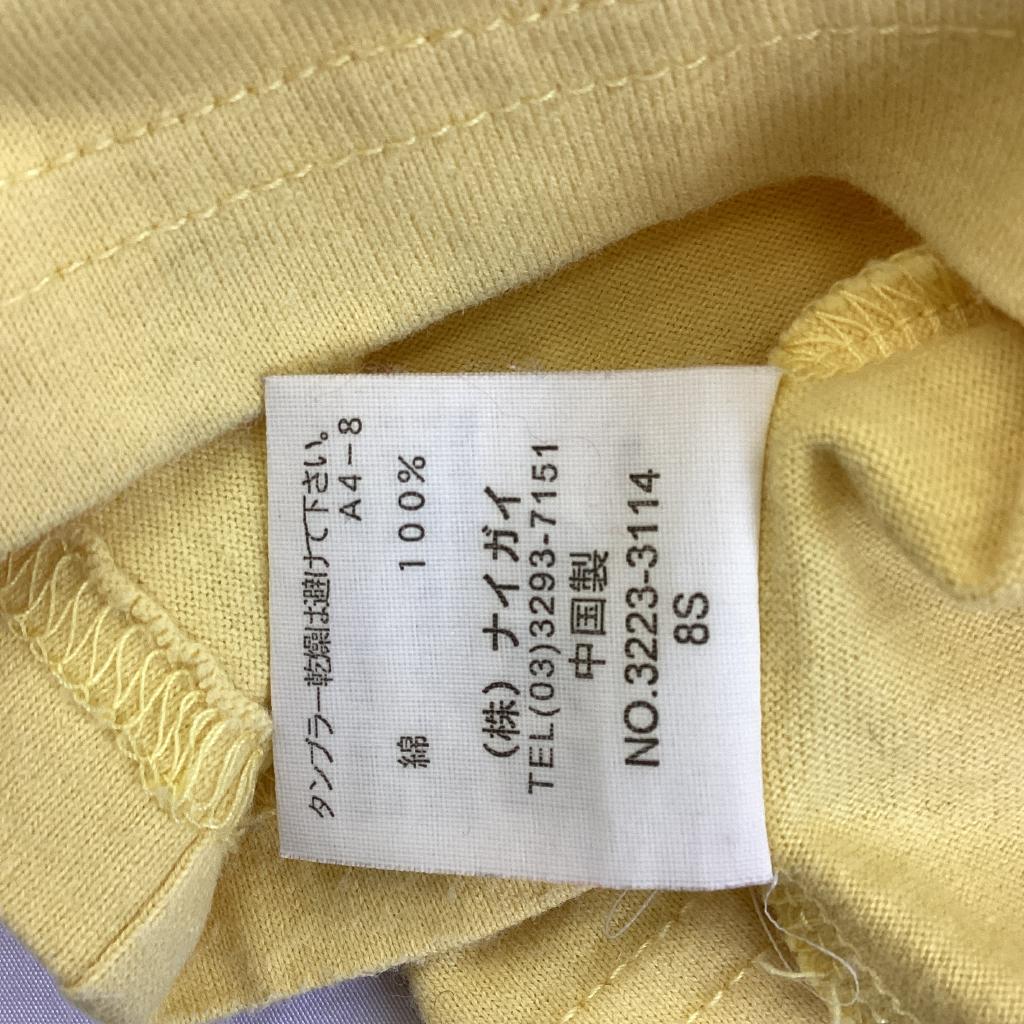 タンブラー乾燥は避けて下さい。
A4-8
綿 100%
(株) ナイガイ
TEL(03)3293-7151
中国製
NO.3223-3114
8S